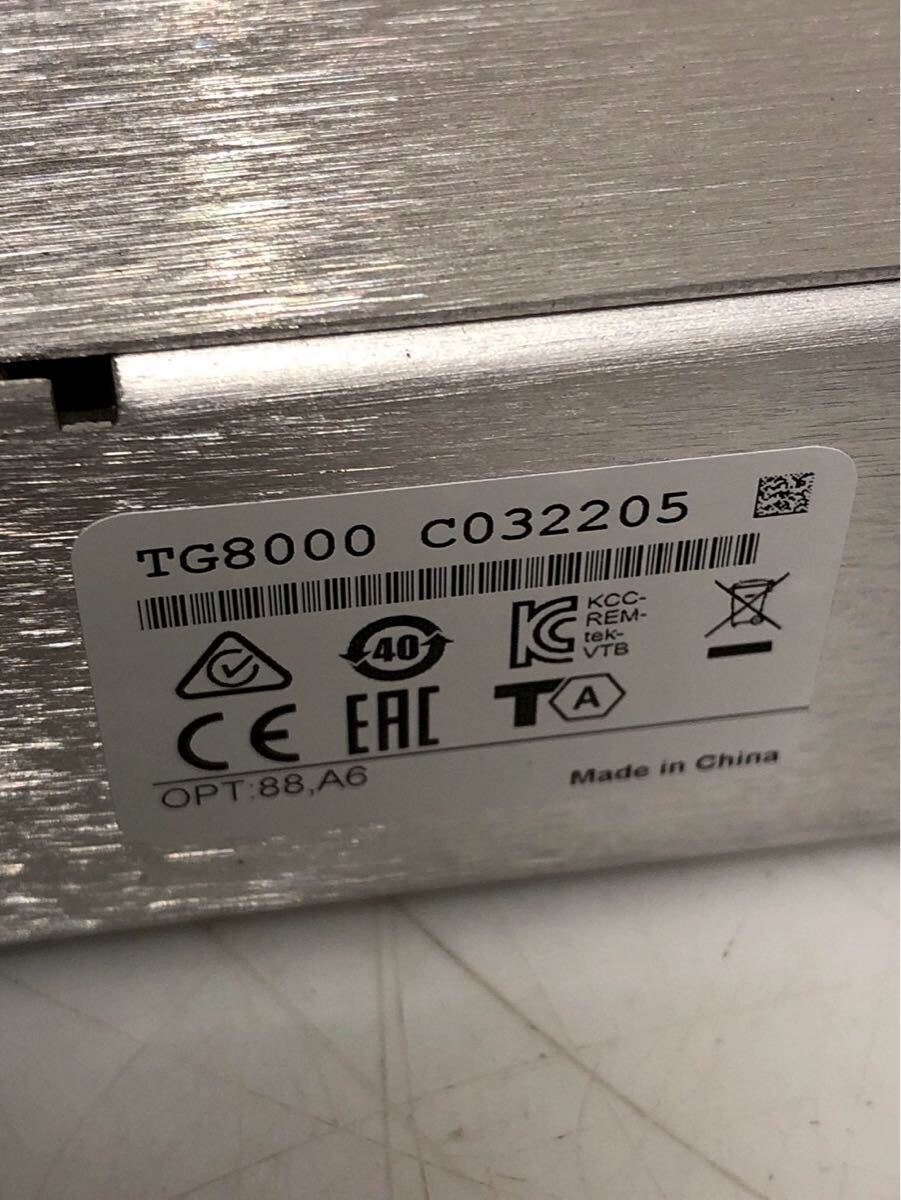 TG8000 C032205
40
KCC-
REM-
tek-
VTB
CE EAC T A
OPT:88,A6
Made in China